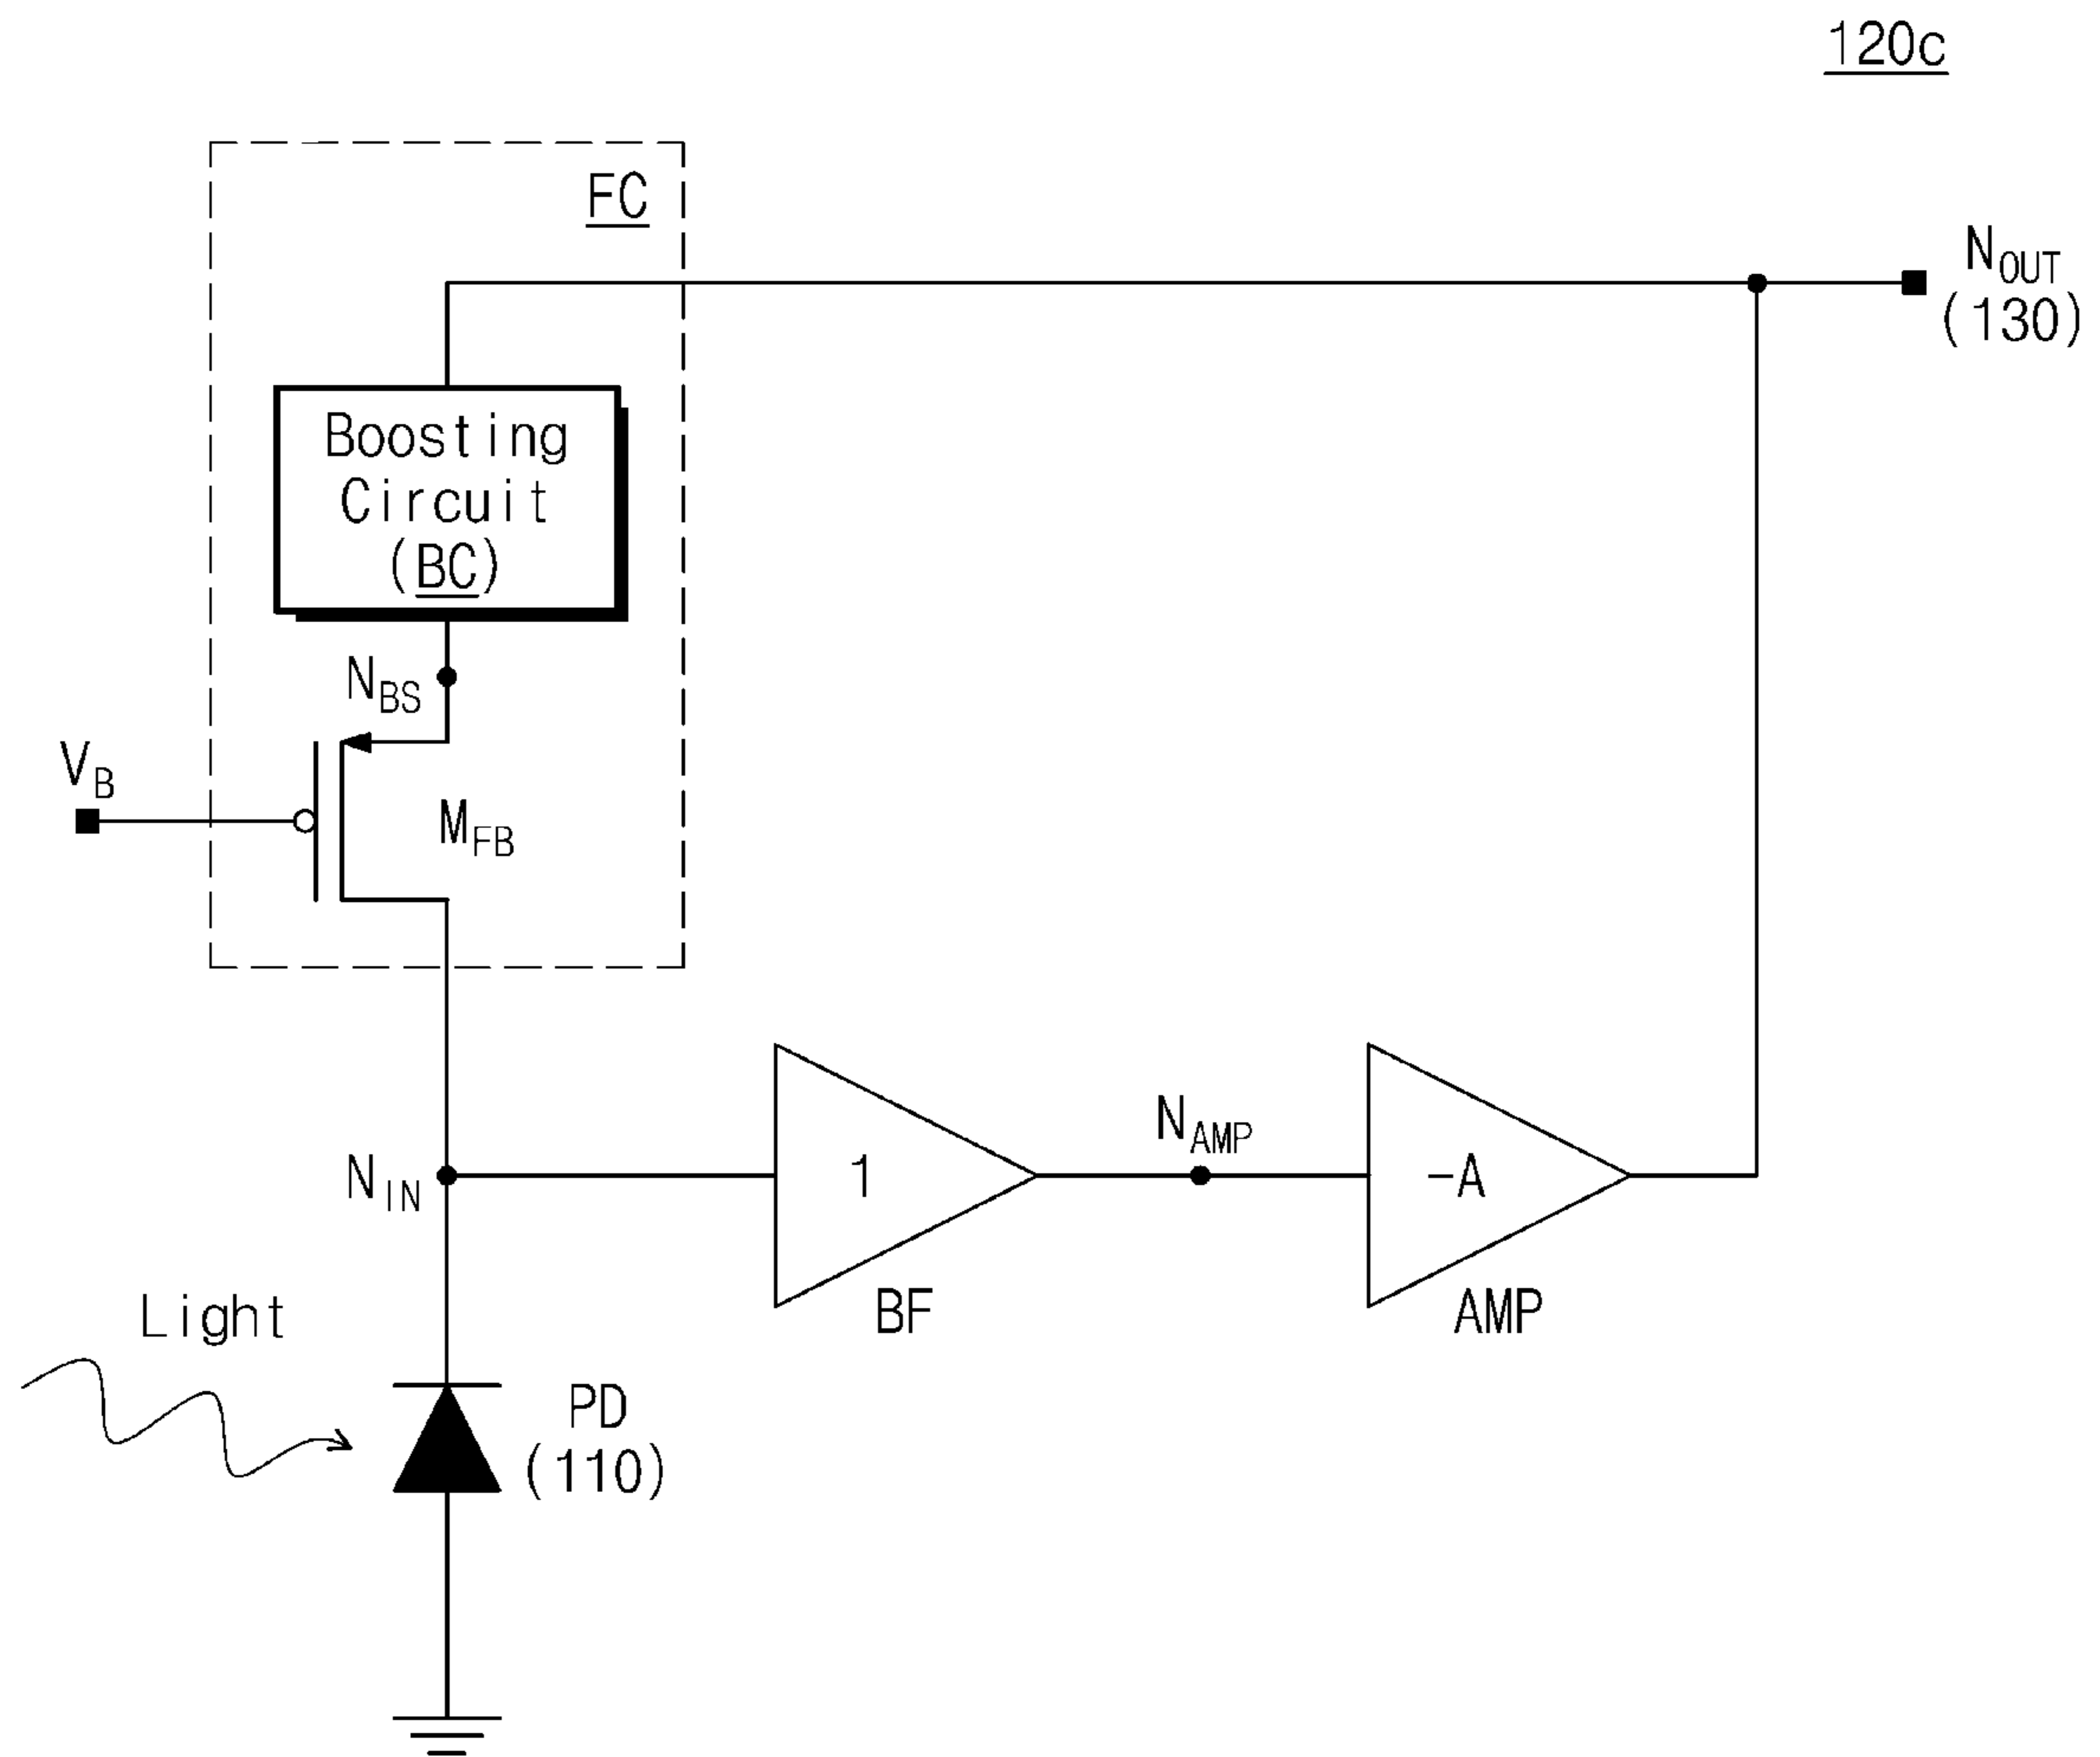 120c
FC
N_OUT
(130)
Boosting
Circuit
(BC)
N_BS
V_B
M_FB
N_AMP
N_IN
1
-A
BF
AMP
Light
PD
(110)